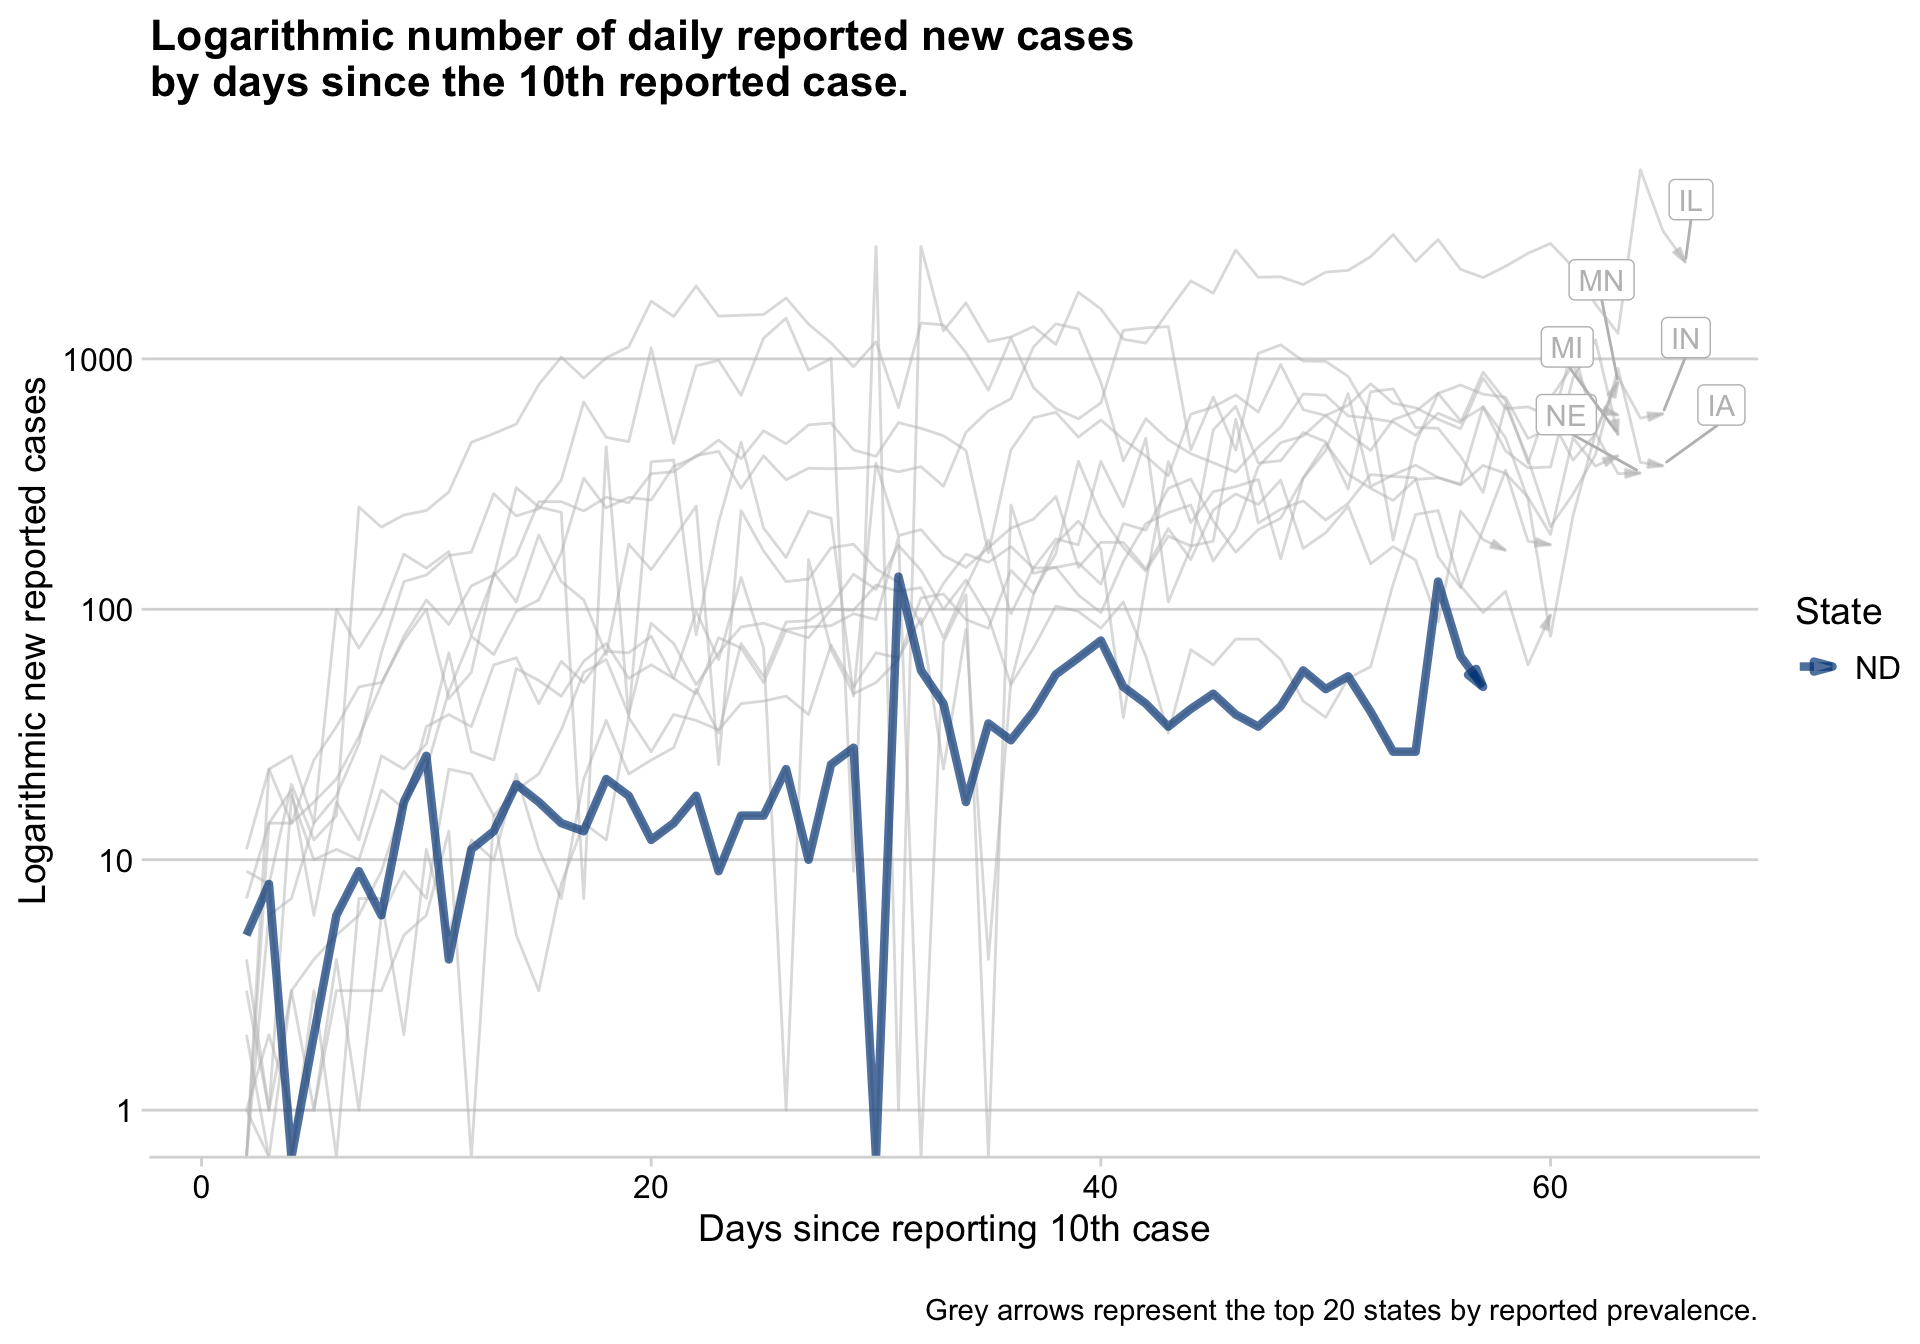 Logarithmic number of daily reported new cases
by days since the 10th reported case.
IL
MN
IN
MI
IA
NE
1000
100
10
1
Logarithmic new reported cases
0 20 40 60
Days since reporting 10th case
State
ND
Grey arrows represent the top 20 states by reported prevalence.